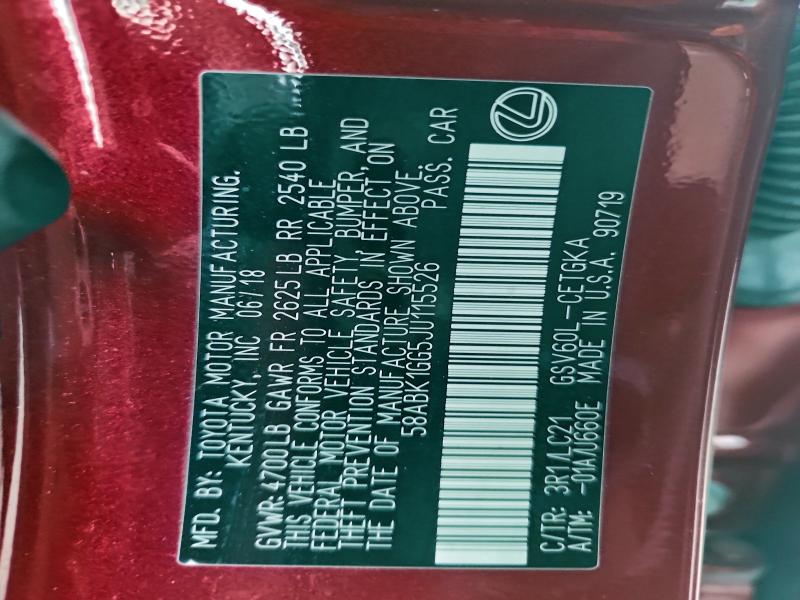 MFD. BY: TOYOTA MOTOR MANUFACTURING,
KENTUCKY, INC 06/18
GVWR: 4700LB GAWR FR 2625LB RR 2540 LB
THIS VEHICLE CONFORMS TO ALL APPLICABLE
FEDERAL MOTOR VEHICLE SAFETY, BUMPER, AND
THEFT PREVENTION STANDARDS IN EFFECT ON
THE DATE OF MANUFACTURE SHOWN ABOVE.
58ABK1GG5JU115526 PASS. CAR
C/TR: 3R1/LC21 GSV60L-CETGKA
A/TM: -01A/U660E MADE IN U.S.A. 90719